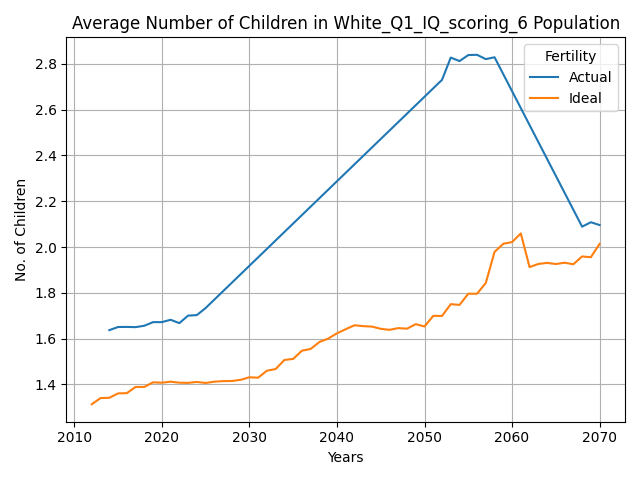 Average Number of Children in White_Q1_IQ_scoring_6 Population
Fertility
Actual
Ideal
No. of Children
2.8
2.6
2.4
2.2
2.0
1.8
1.6
1.4
2010 2020 2030 2040 2050 2060 2070
Years